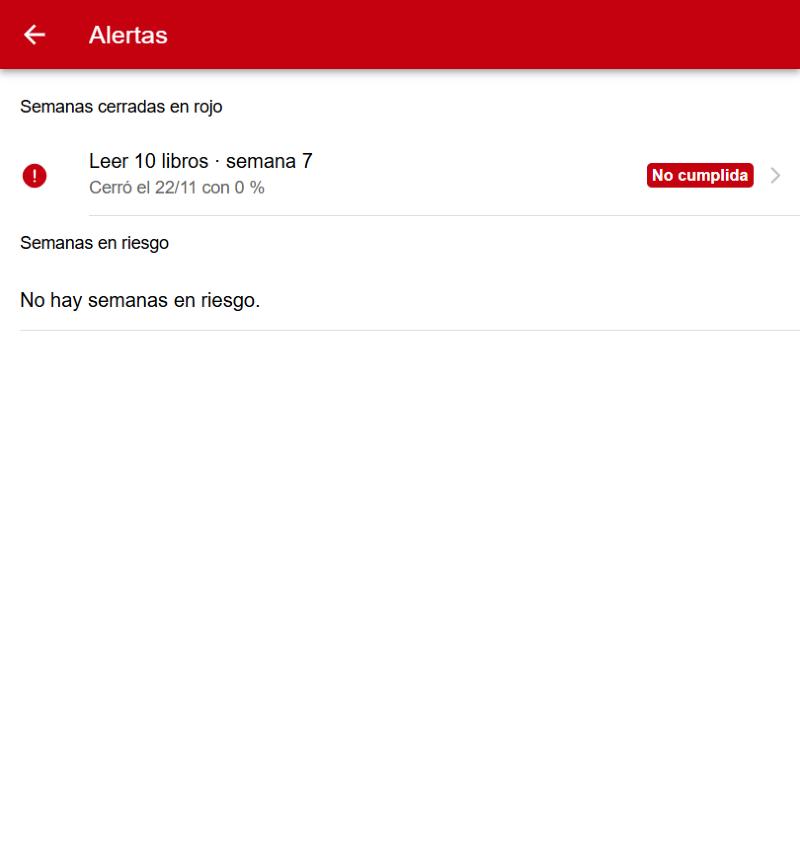 Alertas
Semanas cerradas en rojo
Leer 10 libros · semana 7
Cerró el 22/11 con 0 %
No cumplida
Semanas en riesgo
No hay semanas en riesgo.